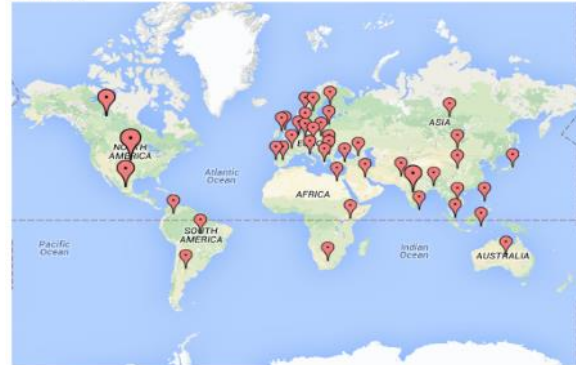 ASIA
NORTH
AMERICA
Atlantic
Ocean
AFRICA
SOUTH
AMERICA
Pacific
Ocean
Indian
Ocean
AUSTRALIA